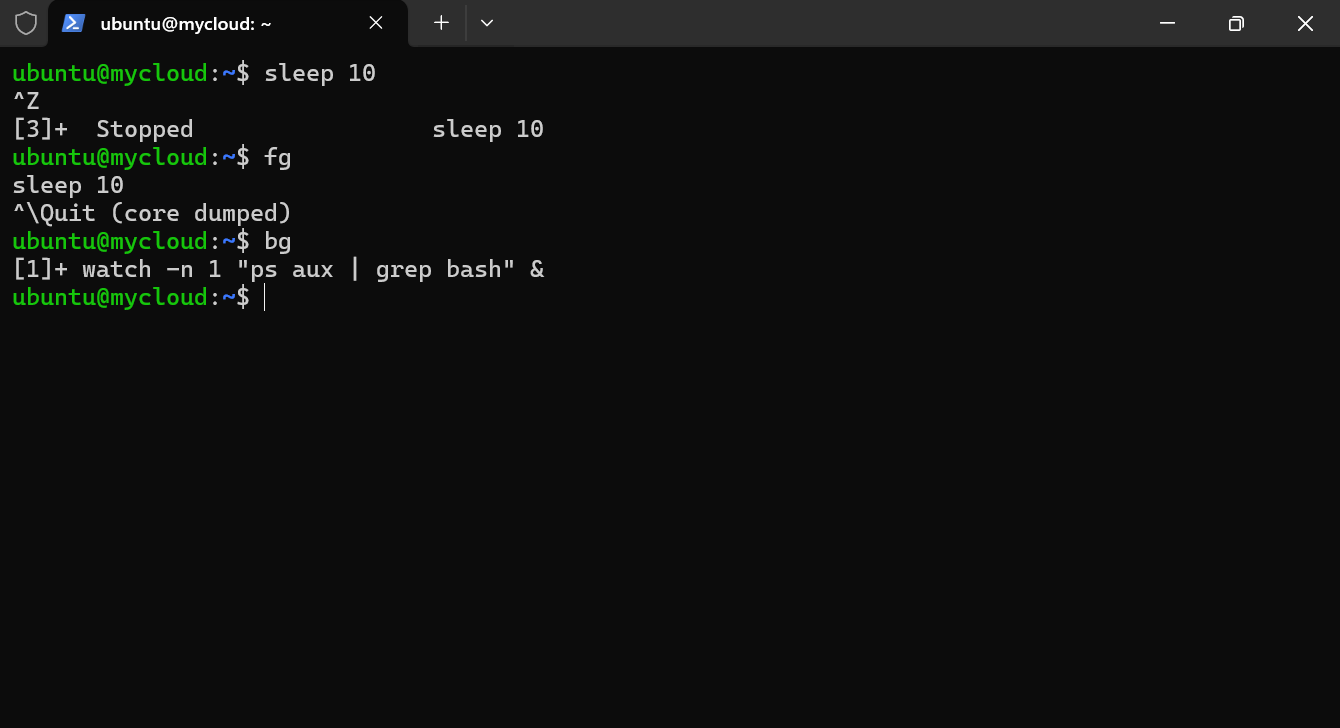 ubuntu@mycloud: ~
ubuntu@mycloud:~$ sleep 10
^Z
[3]+  Stopped                 sleep 10
ubuntu@mycloud:~$ fg
sleep 10
^\Quit (core dumped)
ubuntu@mycloud:~$ bg
[1]+ watch -n 1 "ps aux | grep bash" &
ubuntu@mycloud:~$